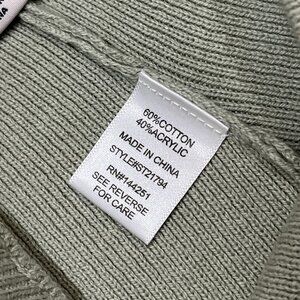 60%COTTON
40%ACRYLIC
MADE IN CHINA
STYLE#ST21794
RN#144251
SEE REVERSE
FOR CARE